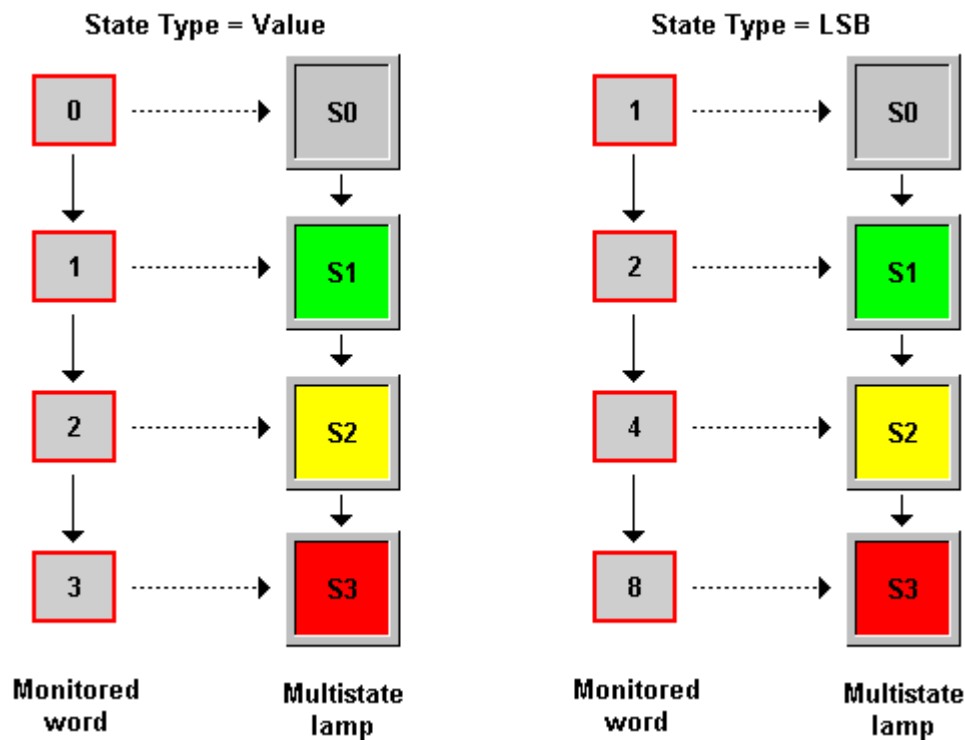 State Type = Value
State Type = LSB
0
S0
1
S0
1
S1
2
S1
2
S2
4
S2
3
S3
8
S3
Monitored
word
Multistate
lamp
Monitored
word
Multistate
lamp